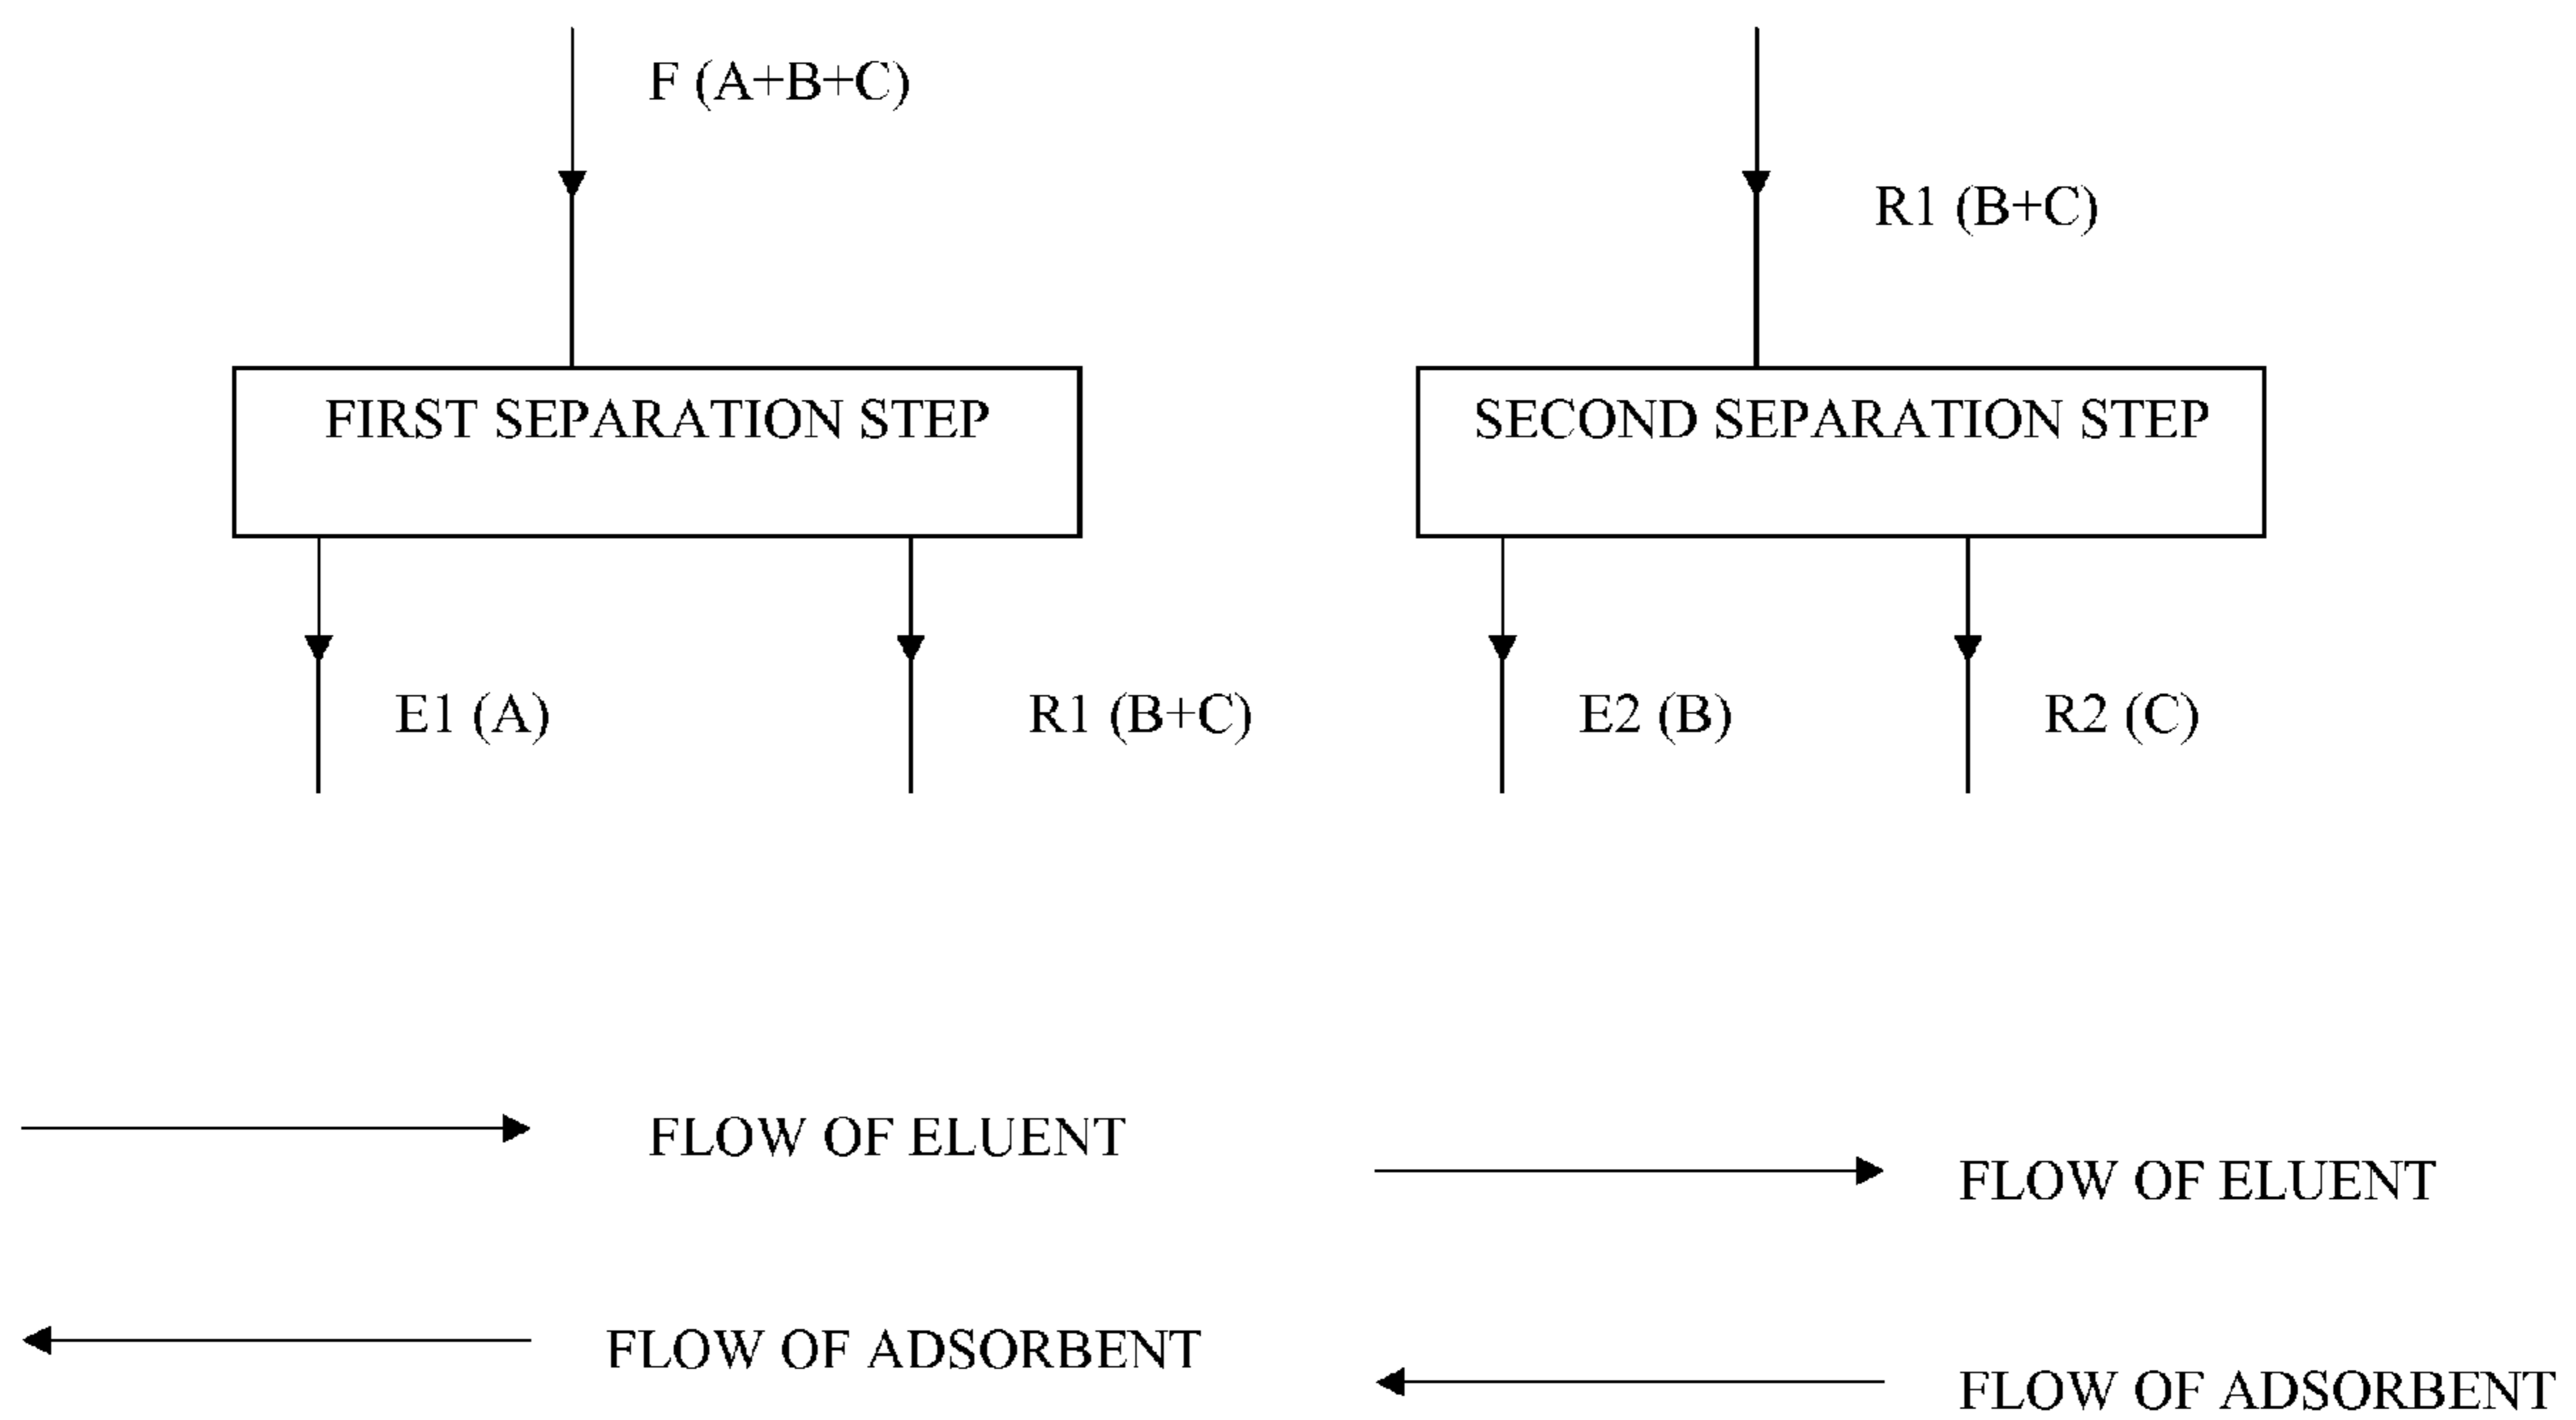 F (A+B+C)
R1 (B+C)
FIRST SEPARATION STEP
SECOND SEPARATION STEP
E1 (A)
R1 (B+C)
E2 (B)
R2 (C)
FLOW OF ELUENT
FLOW OF ELUENT
FLOW OF ADSORBENT
FLOW OF ADSORBENT